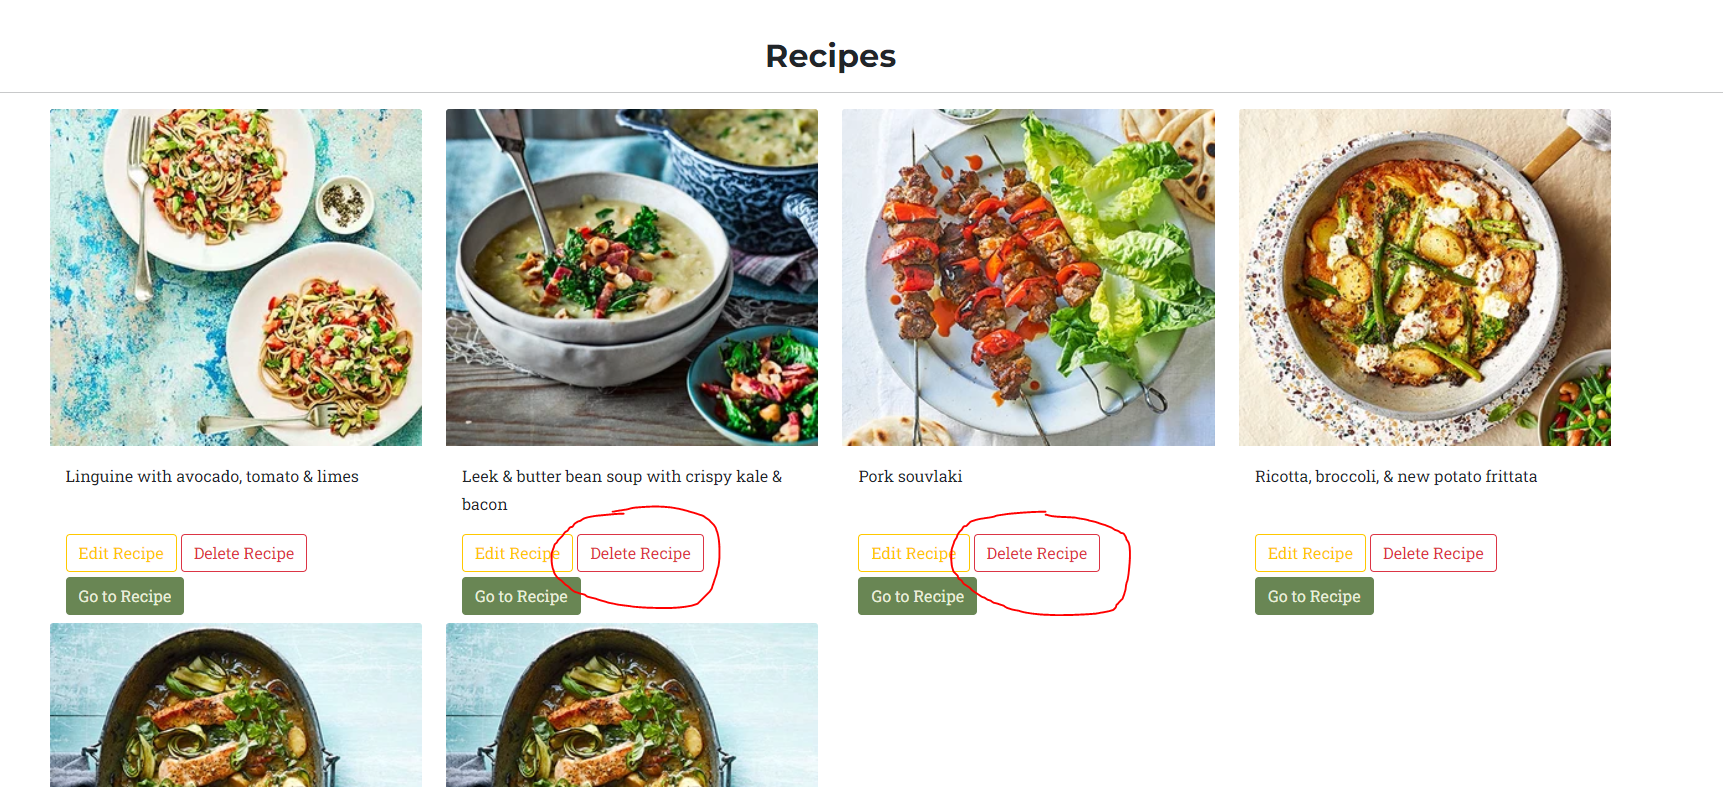 Recipes
Linguine with avocado, tomato & limes
Edit Recipe Delete Recipe
Go to Recipe
Leek & butter bean soup with crispy kale &
bacon
Edit Recipe Delete Recipe
Go to Recipe
Pork souvlaki
Edit Recipe Delete Recipe
Go to Recipe
Ricotta, broccoli, & new potato frittata
Edit Recipe Delete Recipe
Go to Recipe